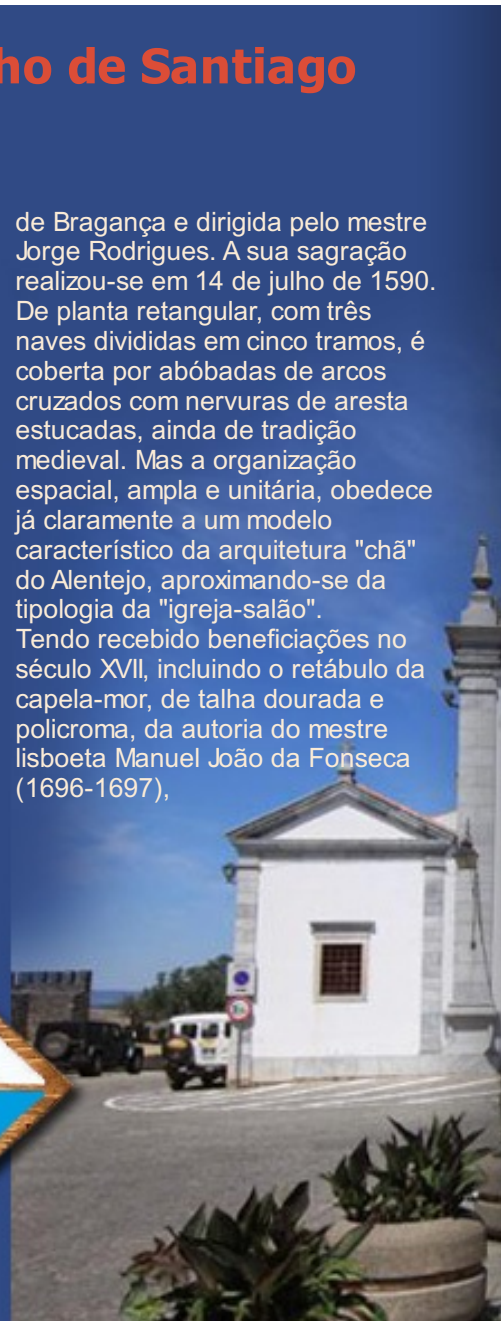 ho de Santiago
de Bragança e dirigida pelo mestre
Jorge Rodrigues. A sua sagração
realizou-se em 14 de julho de 1590.
De planta retangular, com três
naves divididas em cinco tramos, é
coberta por abóbadas de arcos
cruzados com nervuras de aresta
estucadas, ainda de tradição
medieval. Mas a organização
espacial, ampla e unitária, obedece
já claramente a um modelo
característico da arquitetura "chã"
do Alentejo, aproximando-se da
tipologia da "igreja-salão".
Tendo recebido beneficiações no
século XVII, incluindo o retábulo da
capela-mor, de talha dourada e
policroma, da autoria do mestre
lisboeta Manuel João da Fonseca
(1696-1697),